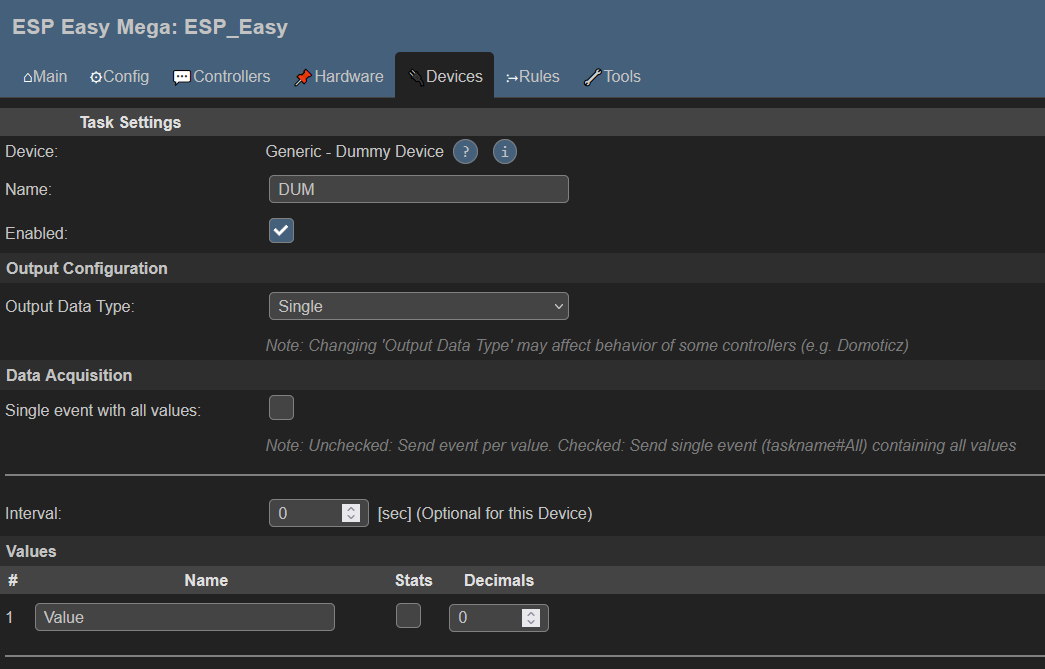 ESP Easy Mega: ESP_Easy
Main Config Controllers Hardware Devices Rules Tools
Task Settings
Device: Generic - Dummy Device ? i
Name: DUM
Enabled:
Output Configuration
Output Data Type: Single
Note: Changing 'Output Data Type' may affect behavior of some controllers (e.g. Domoticz)
Data Acquisition
Single event with all values:
Note: Unchecked: Send event per value. Checked: Send single event (taskname#All) containing all values
Interval: 0 [sec] (Optional for this Device)
Values
# Name Stats Decimals
1 Value 0